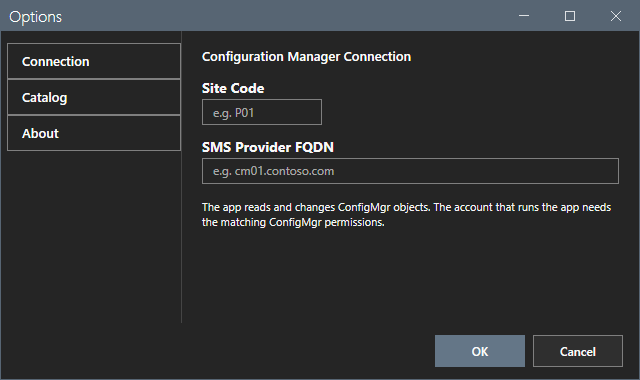 Options
Connection
Catalog
About
Configuration Manager Connection
Site Code
e.g. P01
SMS Provider FQDN
e.g. cm01.contoso.com
The app reads and changes ConfigMgr objects. The account that runs the app needs
the matching ConfigMgr permissions.
OK
Cancel